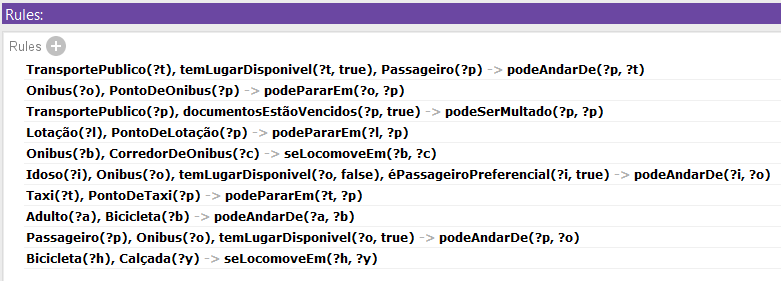 Rules:
Rules +
TransportePublico(?t), temLugarDisponivel(?t, true), Passageiro(?p) -> podeAndarDe(?p, ?t)
Onibus(?o), PontoDeOnibus(?p) -> podePararEm(?o, ?p)
TransportePublico(?p), documentosEstãoVencidos(?p, true) -> podeSerMultado(?p, ?p)
Lotação(?l), PontoDeLotação(?p) -> podePararEm(?l, ?p)
Onibus(?b), CorredorDeOnibus(?c) -> seLocomoveEm(?b, ?c)
Idoso(?i), Onibus(?o), temLugarDisponivel(?o, false), éPassageiroPreferencial(?i, true) -> podeAndarDe(?i, ?o)
Taxi(?t), PontoDeTaxi(?p) -> podePararEm(?t, ?p)
Adulto(?a), Bicicleta(?b) -> podeAndarDe(?a, ?b)
Passageiro(?p), Onibus(?o), temLugarDisponivel(?o, true) -> podeAndarDe(?p, ?o)
Bicicleta(?h), Calçada(?y) -> seLocomoveEm(?h, ?y)